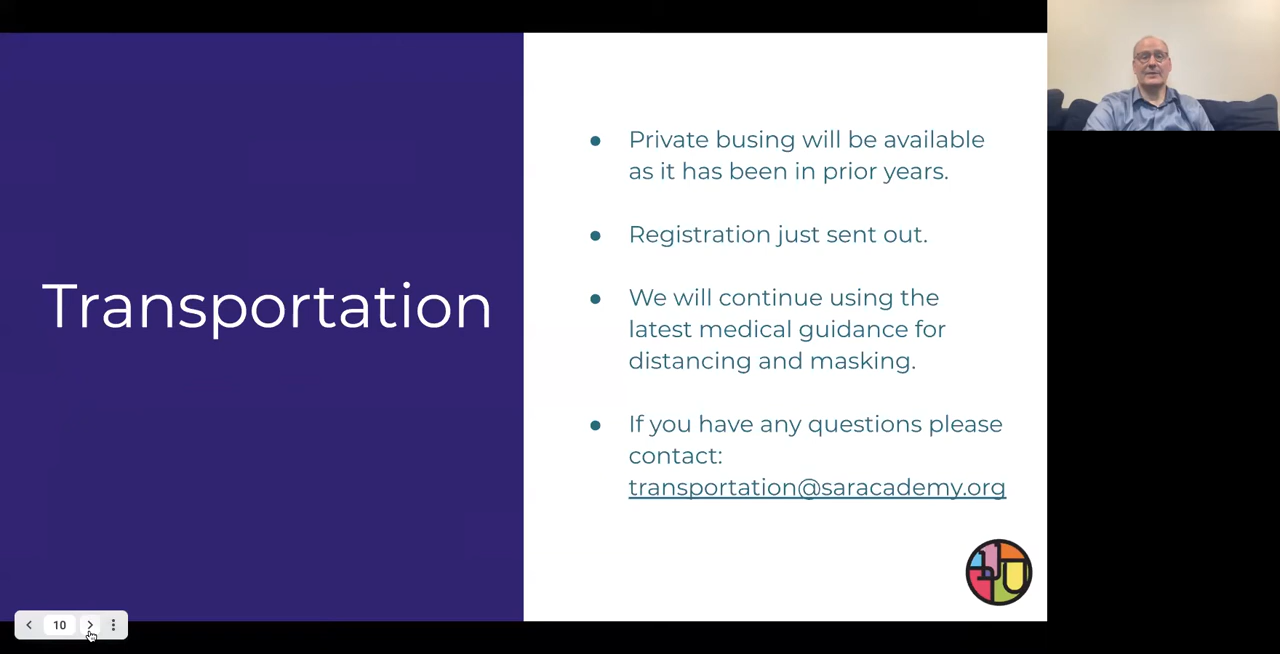 Transportation
● Private busing will be available
as it has been in prior years.
● Registration just sent out.
● We will continue using the
latest medical guidance for
distancing and masking.
● If you have any questions please
contact:
transportation@saracademy.org
10